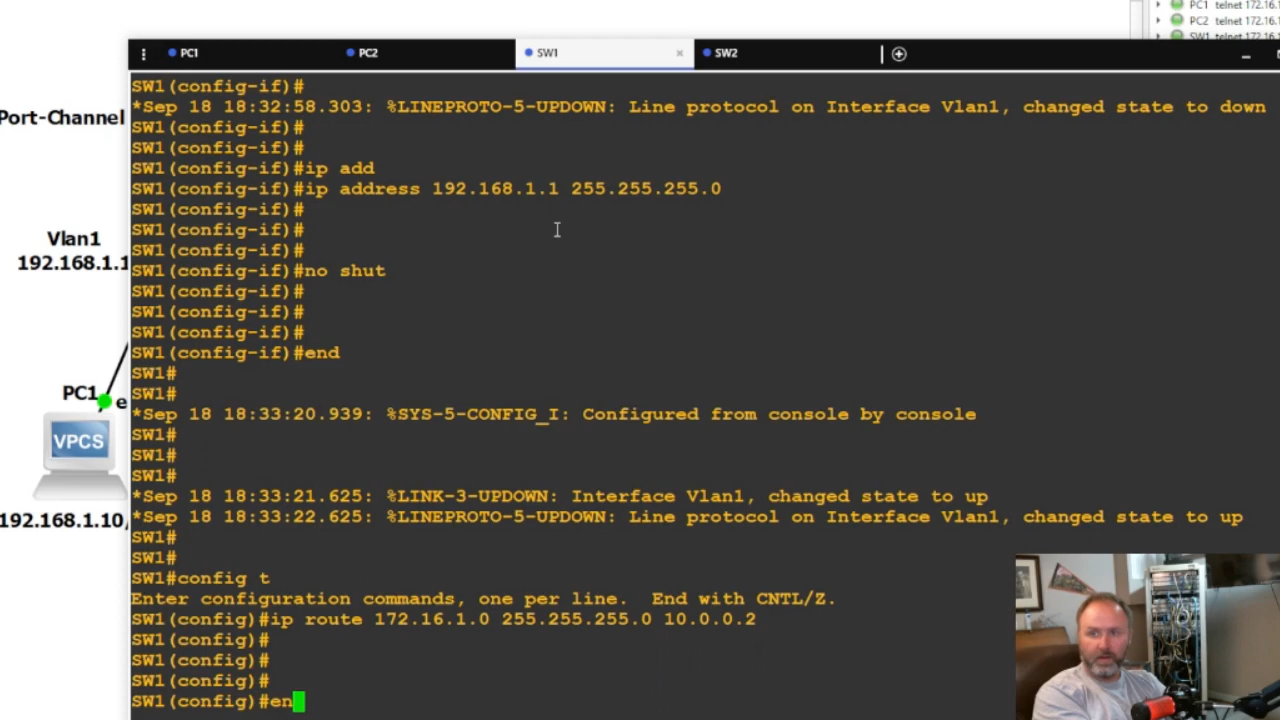 PC1 telnet 172.16.1
PC2 telnet 172.16.1
SW1 telnet 172.16.1
PC1 PC2 SW1 × SW2
Port-Channel
Vlan1
192.168.1.1
PC1
e
VPCS
192.168.1.10,
SW1(config-if)#
*Sep 18 18:32:58.303: %LINEPROTO-5-UPDOWN: Line protocol on Interface Vlan1, changed state to down
SW1(config-if)#
SW1(config-if)#
SW1(config-if)#ip add
SW1(config-if)#ip address 192.168.1.1 255.255.255.0
SW1(config-if)#
SW1(config-if)#
SW1(config-if)#
SW1(config-if)#no shut
SW1(config-if)#
SW1(config-if)#
SW1(config-if)#
SW1(config-if)#end
SW1#
SW1#
*Sep 18 18:33:20.939: %SYS-5-CONFIG_I: Configured from console by console
SW1#
SW1#
SW1#
*Sep 18 18:33:21.625: %LINK-3-UPDOWN: Interface Vlan1, changed state to up
*Sep 18 18:33:22.625: %LINEPROTO-5-UPDOWN: Line protocol on Interface Vlan1, changed state to up
SW1#
SW1#
SW1#config t
Enter configuration commands, one per line.  End with CNTL/Z.
SW1(config)#ip route 172.16.1.0 255.255.255.0 10.0.0.2
SW1(config)#
SW1(config)#
SW1(config)#
SW1(config)#en